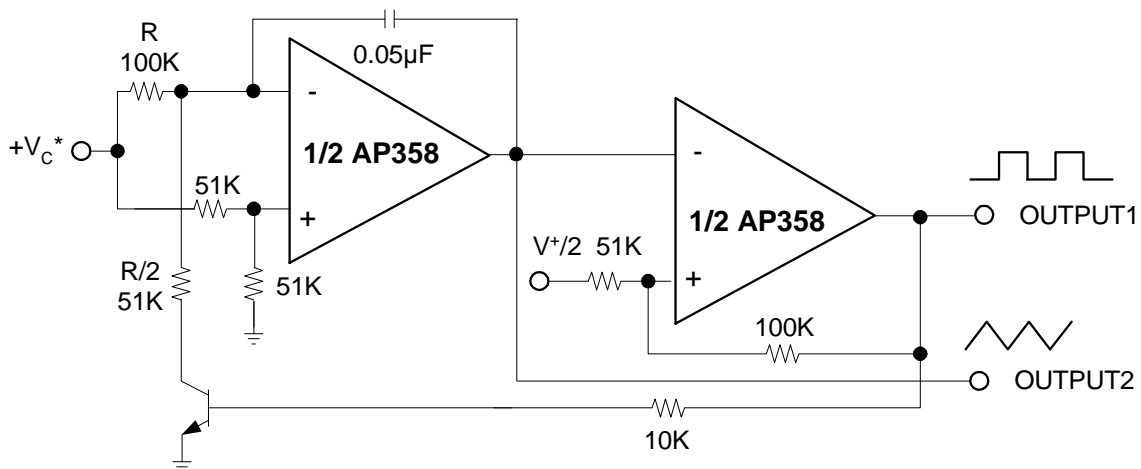 R
100K
0.05µF
-
+V_C*
1/2 AP358
-
51K
+
1/2 AP358
OUTPUT1
V⁺/2 51K
R/2
51K
51K
+
100K
OUTPUT2
10K